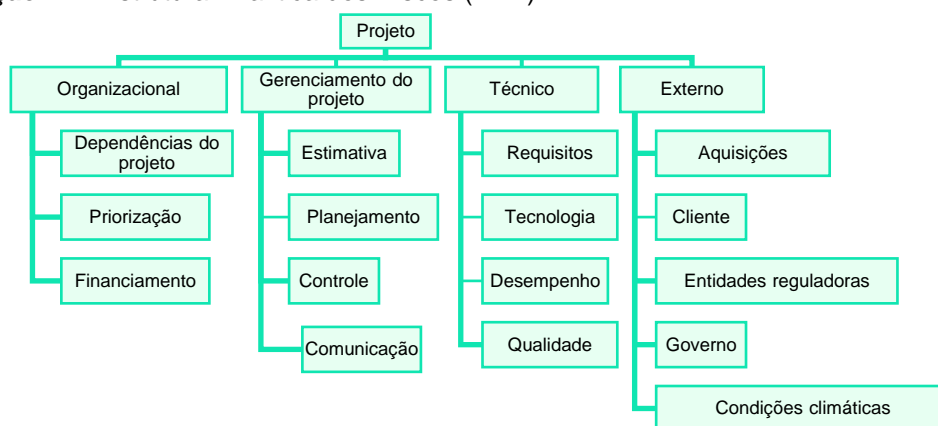 Projeto
Organizacional
Gerenciamento do
projeto
Técnico
Externo
Dependências do
projeto
Estimativa
Requisitos
Aquisições
Priorização
Planejamento
Tecnologia
Cliente
Financiamento
Controle
Desempenho
Entidades reguladoras
Comunicação
Qualidade
Governo
Condições climáticas